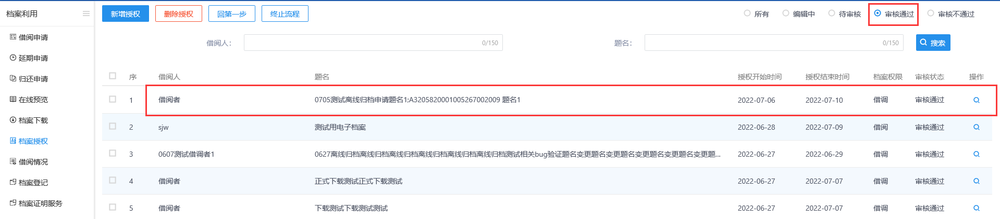 档案利用
借阅申请
延期申请
归还申请
在线预览
档案下载
档案授权
借阅情况
档案登记
档案证明服务
新增授权 删除授权 回第一步 终止流程 所有 编辑中 待审核 审核通过 审核不通过
借阅人： 0/150 题名： 0/150 搜索
序 借阅人 题名 授权开始时间 授权结束时间 档案权限 审核状态 操作
1 借阅者 0705测试离线归档申请题名1;A3205820001005267002009 题名1 2022-07-06 2022-07-10 借调 审核通过
2 sjw 测试用电子档案 2022-06-28 2022-07-09 借阅 审核通过
3 0607测试借调者1 0627离线归档离线归档离线归档离线归档离线归档离线归档测试相关bug验证题名变更题名变更题名变更题名变更题名变更题... 2022-06-27 2022-06-29 借调 审核通过
4 借阅者 正式下载测试正式下载测试 2022-06-27 2022-07-07 借调 审核通过
5 借阅者 下载测试下载测试测试 2022-06-27 2022-07-07 借调 审核通过